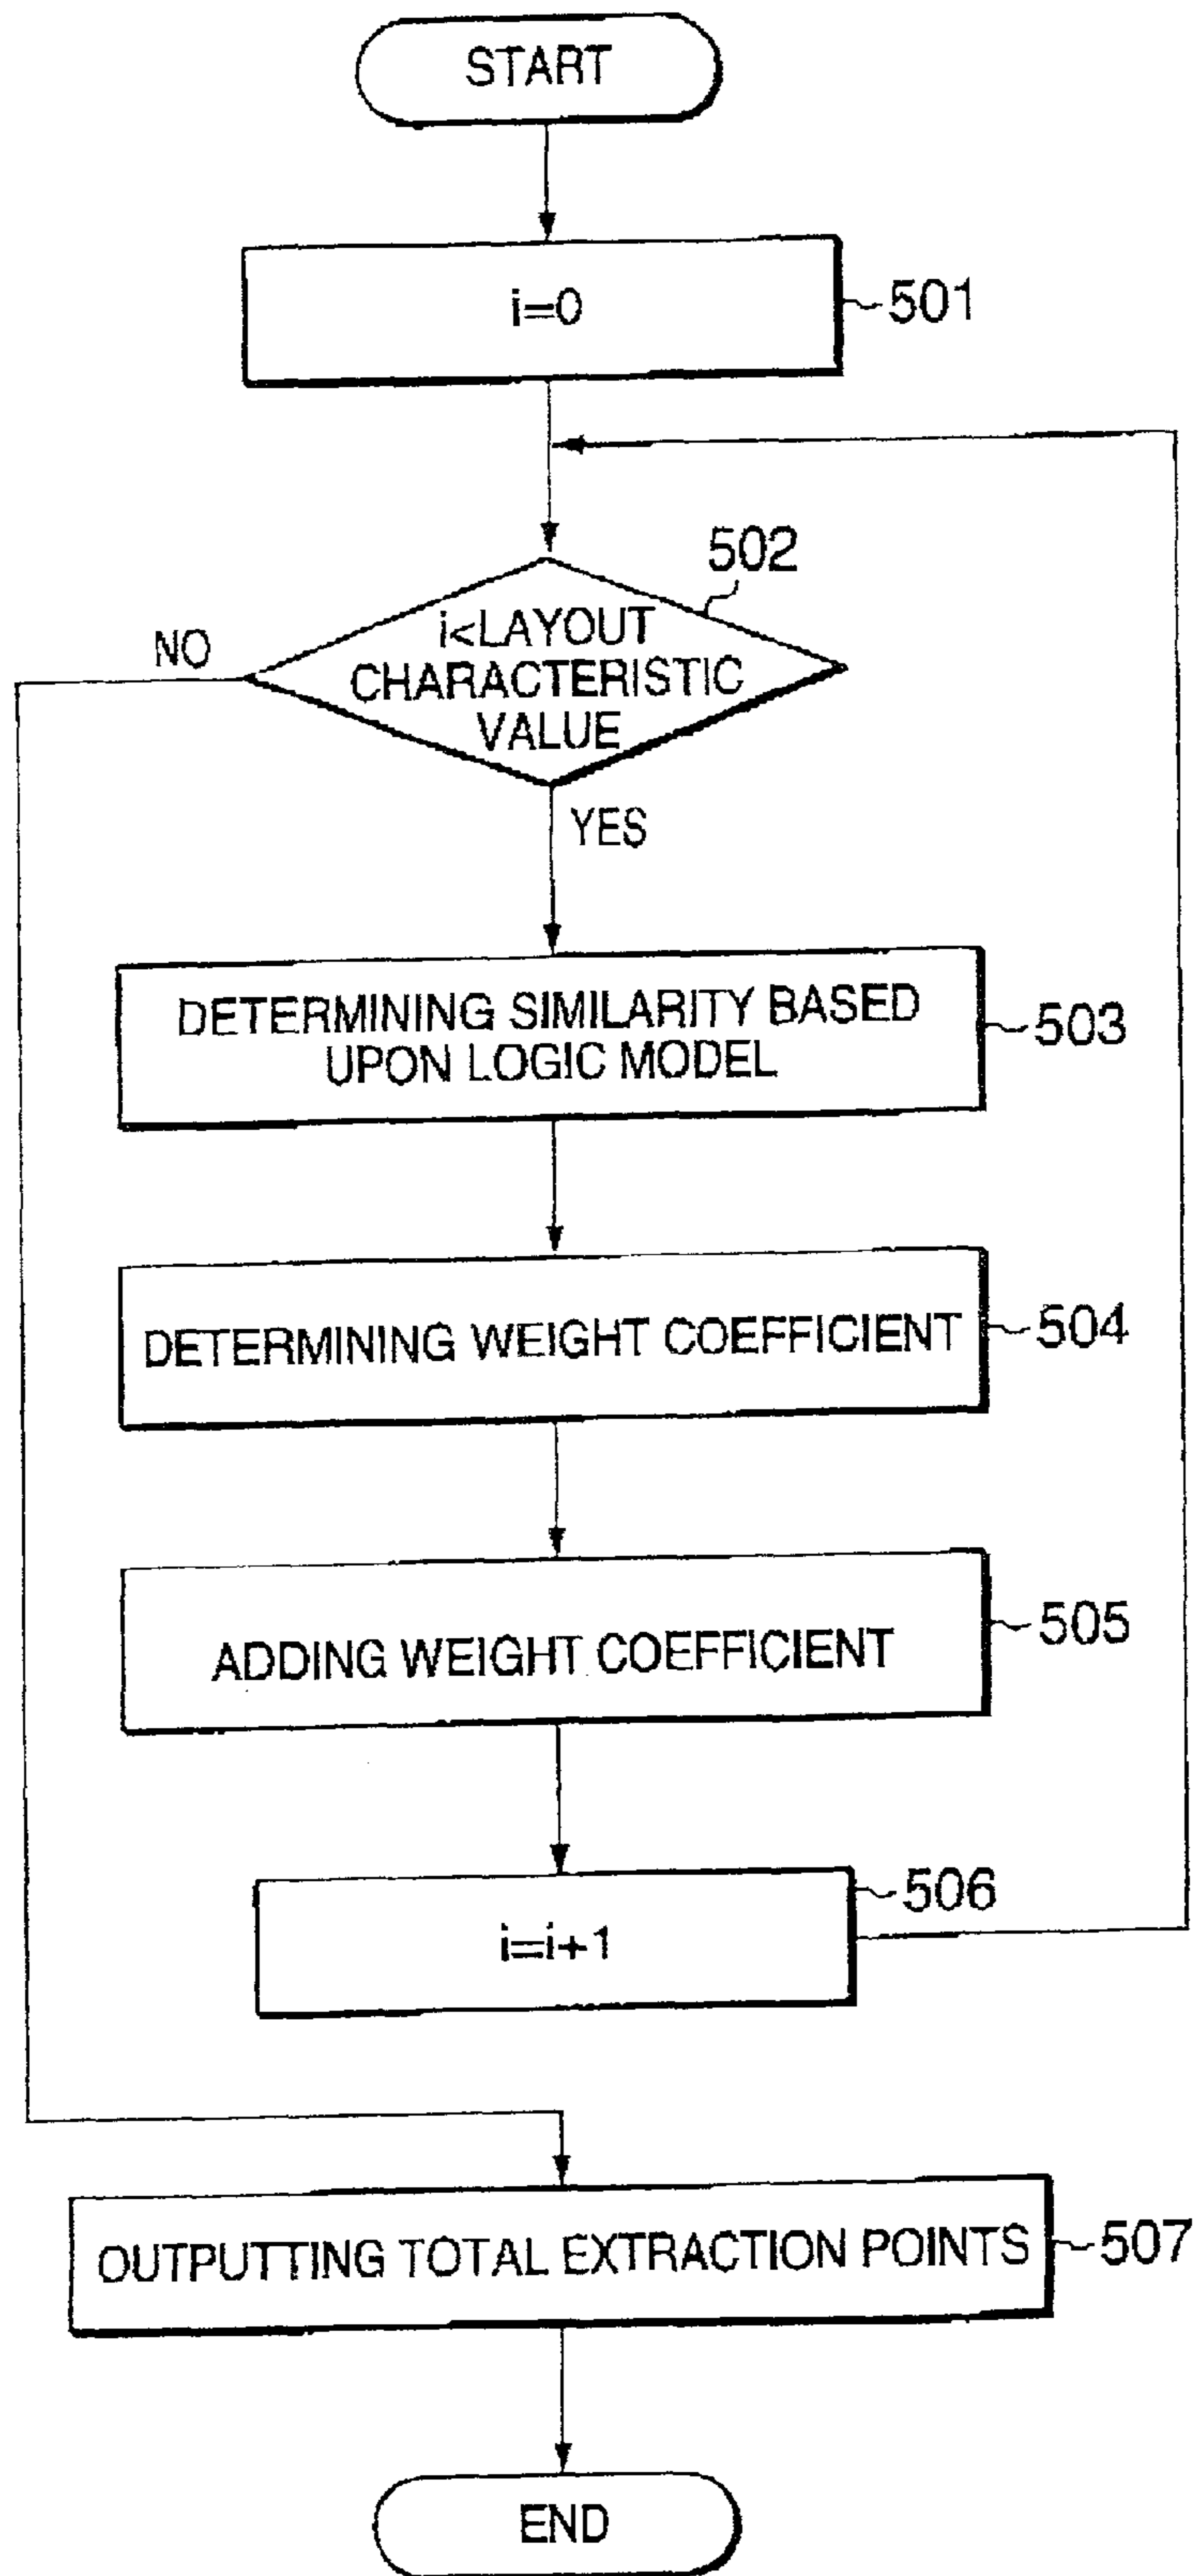 START
i=0
501
502
i<LAYOUT
CHARACTERISTIC
VALUE
NO
YES
DETERMINING SIMILARITY BASED
UPON LOGIC MODEL
503
DETERMINING WEIGHT COEFFICIENT
504
ADDING WEIGHT COEFFICIENT
505
i=i+1
506
OUTPUTTING TOTAL EXTRACTION POINTS
507
END